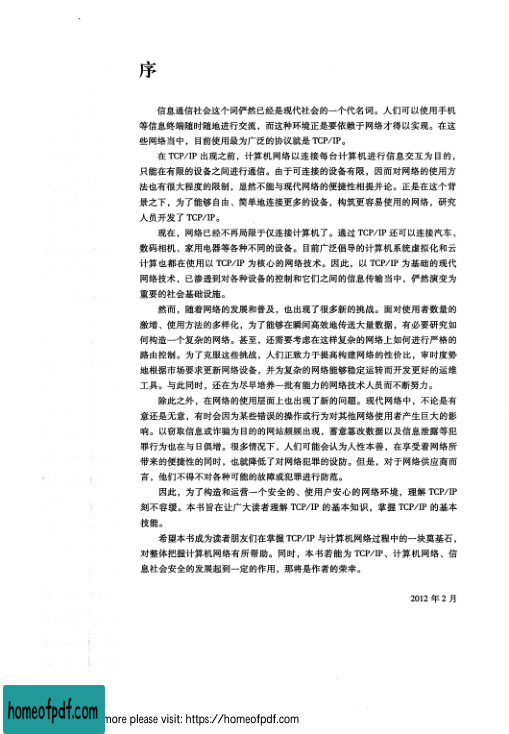 序
信息通信社会这个词俨然已经是现代社会的一个代名词。人们可以使用手机
等信息终端随时随地进行交流，而这种环境正是要依赖于网络才得以实现。在这
些网络当中，目前使用最为广泛的协议就是 TCP/IP。
在 TCP/IP 出现之前，计算机网络以连接每台计算机进行信息交互为目的，
只能在有限的设备之间进行通信。由于可连接的设备有限，因而对网络的使用方
法也有很大程度的限制，显然不能与现代网络的便捷性相提并论。正是在这个背
景之下，为了能够自由、简单地连接更多的设备，构筑更容易使用的网络，研究
人员开发了 TCP/IP。
现在，网络已经不再局限于仅连接计算机了。通过 TCP/IP 还可以连接汽车、
数码相机、家用电器等各种不同的设备。目前广泛倡导的计算机系统虚拟化和云
计算也都在使用以 TCP/IP 为核心的网络技术。因此，以 TCP/IP 为基础的现代
网络技术，已渗透到对各种设备的控制和它们之间的信息传输当中，俨然演变为
重要的社会基础设施。
然而，随着网络的发展和普及，也出现了很多新的挑战。面对使用者数量的
激增、使用方法的多样化，为了能够在瞬间高效地传送大量数据，有必要研究如
何构造一个复杂的网络。甚至，还需要考虑在这样复杂的网络上如何进行严格的
路由控制。为了克服这些挑战，人们正致力于提高构建网络的性价比，审时度势
地根据市场要求更新网络设备，并为复杂的网络能够稳定运转而开发更好的运维
工具。与此同时，还在为尽早培养一批有能力的网络技术人员而不断努力。
除此之外，在网络的使用层面上也出现了新的问题。现代网络中，不论是有
意还是无意，有时会因为某些错误的操作或行为对其他网络使用者产生巨大的影
响。以窃取信息或诈骗为目的的网站频频出现，蓄意篡改数据以及信息泄露等犯
罪行为也在与日俱增。很多情况下，人们可能会认为人性本善，在享受着网络所
带来的便捷性的同时，也就降低了对网络犯罪的设防。但是，对于网络供应商而
言，他们不得不对各种可能的故障或犯罪进行防范。
因此，为了构造和运营一个安全的、使用户安心的网络环境，理解 TCP/IP
刻不容缓。本书旨在让广大读者理解 TCP/IP 的基本知识，掌握 TCP/IP 的基本
技能。
希望本书成为读者朋友们在掌握 TCP/IP 与计算机网络过程中的一块奠基石，
对整体把握计算机网络有所帮助。同时，本书若能为 TCP/IP、计算机网络、信
息社会安全的发展起到一定的作用，那将是作者的荣幸。
2012 年 2 月
homeofpdf.com
more please visit: https://homeofpdf.com